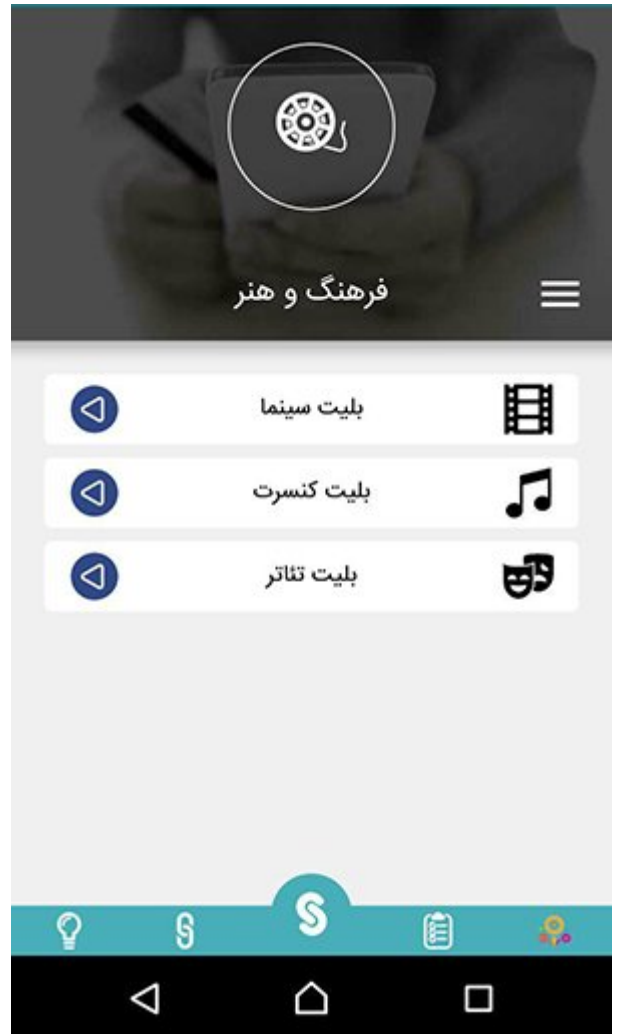 فرهنگ و هنر
بلیت سینما
بلیت کنسرت
بلیت تئاتر